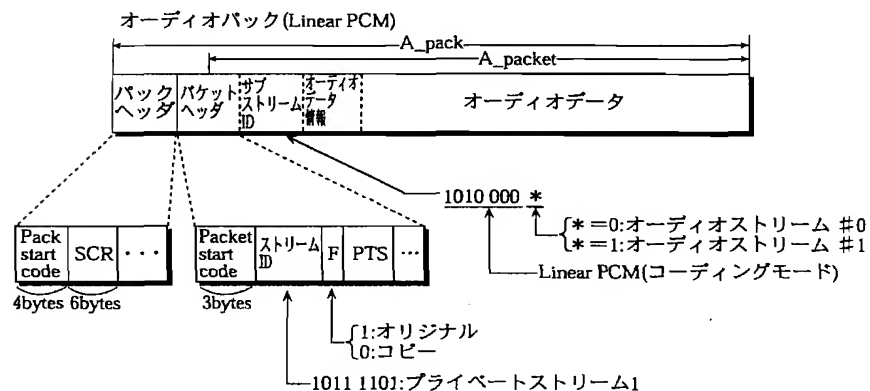 オーディオパック(Linear PCM)
A_pack
A_packet
パック
ヘッダ
パケット
ヘッダ
サブ
ストリーム
ID
オーディオ
データ
情報
オーディオデータ
1010 000 *
*=0:オーディオストリーム #0
*=1:オーディオストリーム #1
Linear PCM(コーディングモード)
Pack
start
code
SCR
・・・
Packet
start
code
ストリーム
ID
F
PTS
…
4bytes
6bytes
3bytes
1:オリジナル
0:コピー
1011 1101:プライベートストリーム1